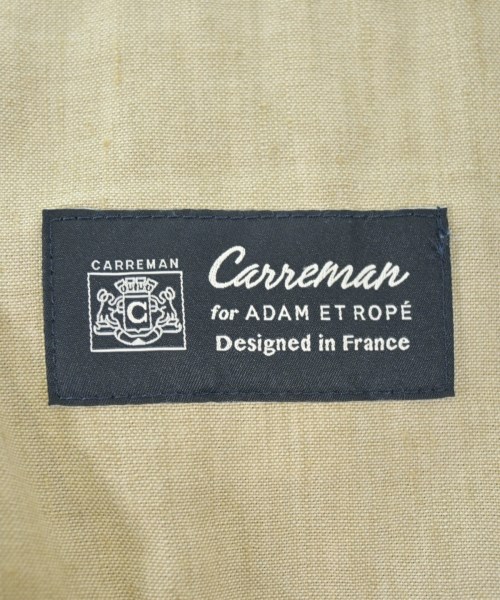 CARREMAN
C
Carreman
for ADAM ET ROPÉ
Designed in France